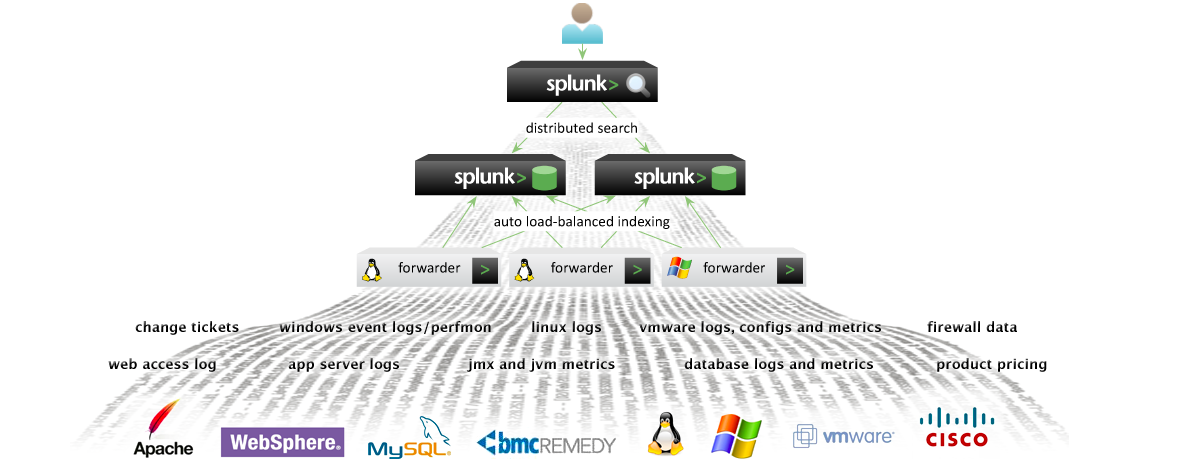 splunk>
distributed search
splunk> splunk>
auto load-balanced indexing
forwarder > forwarder > forwarder >
change tickets windows event logs/perfmon linux logs vmware logs, configs and metrics firewall data
web access log app server logs jmx and jvm metrics database logs and metrics product pricing
Apache WebSphere® MySQL® bmcREMEDY vmware® CISCO